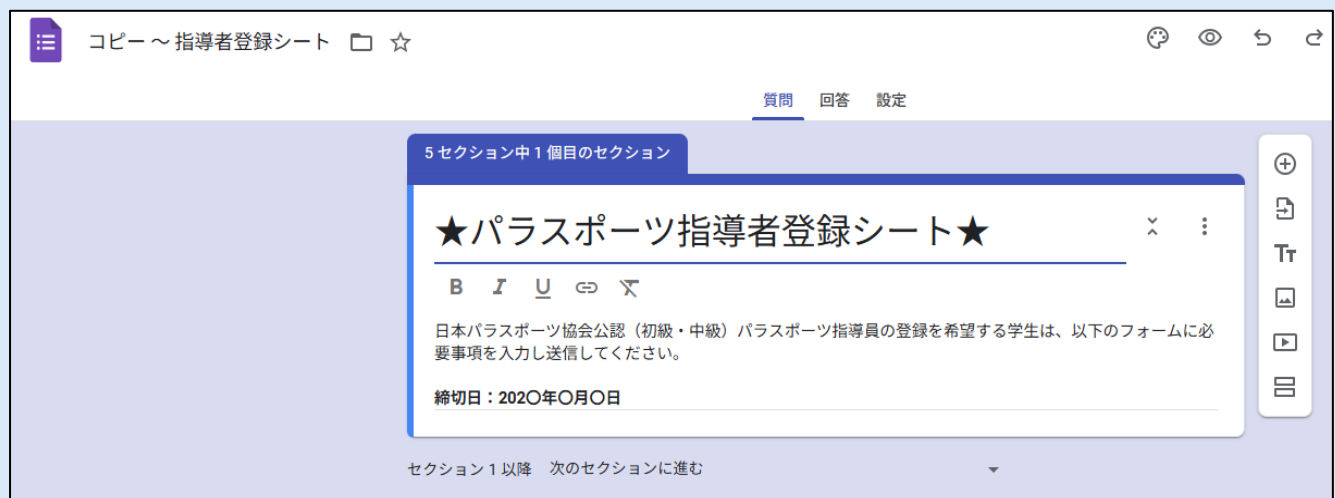 コピー ～ 指導者登録シート
質問 回答 設定
5 セクション中 1 個目のセクション
★パラスポーツ指導者登録シート★
B I U
日本パラスポーツ協会公認（初級・中級）パラスポーツ指導員の登録を希望する学生は、以下のフォームに必
要事項を入力し送信してください。
締切日：202〇年〇月〇日
Tт
セクション 1 以降 次のセクションに進む